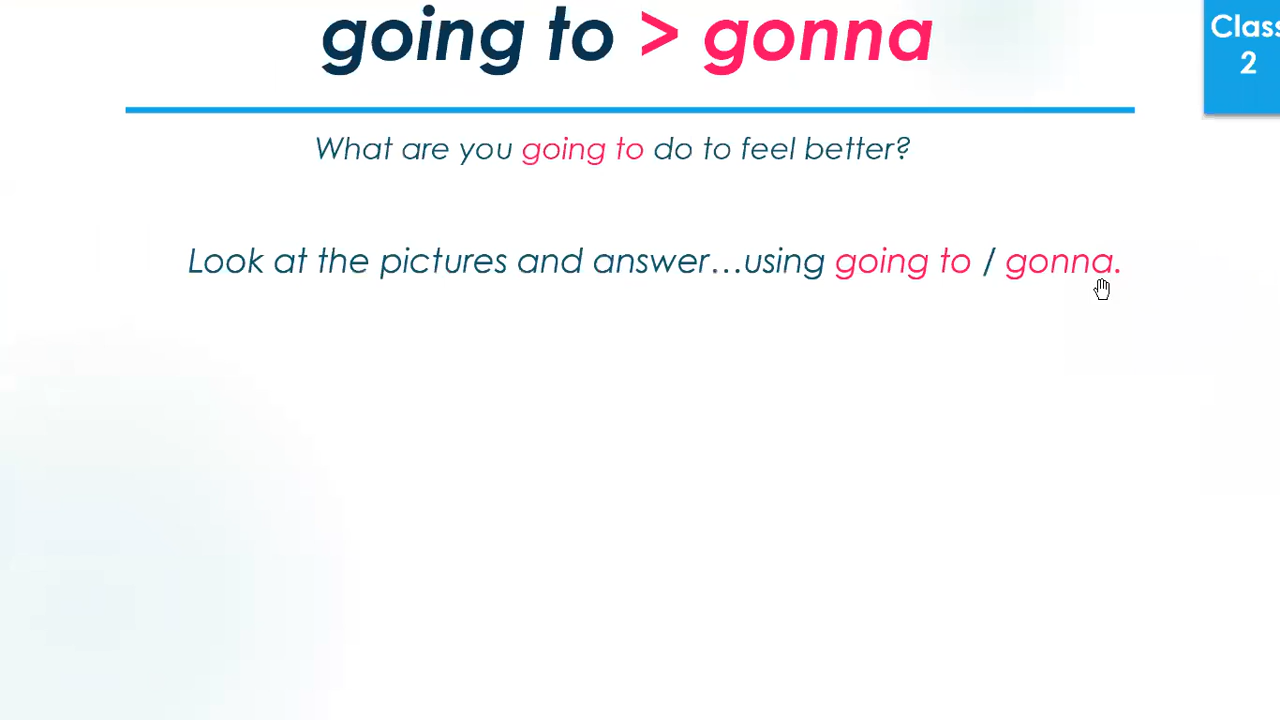 going to > gonna
Class
2
What are you going to do to feel better?
Look at the pictures and answer…using going to / gonna.